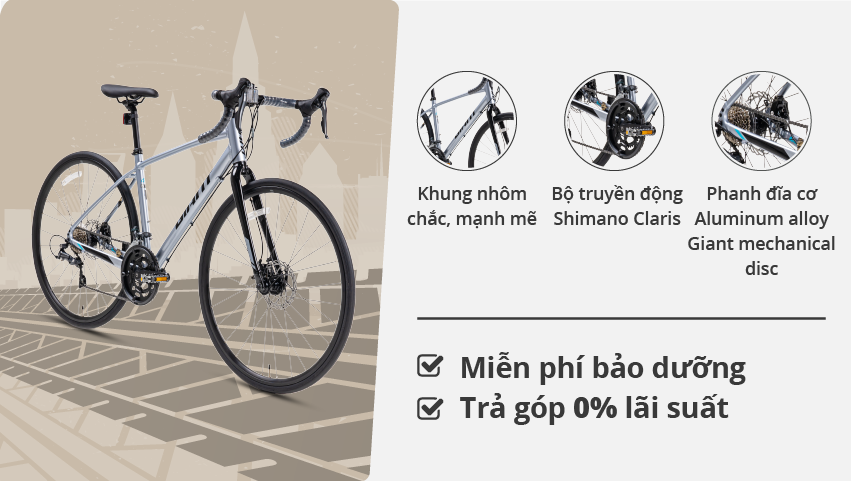 GIANT
Khung nhôm
chắc, mạnh mẽ
Bộ truyền động
Shimano Claris
Phanh đĩa cơ
Aluminum alloy
Giant mechanical
disc
Miễn phí bảo dưỡng
Trả góp 0% lãi suất